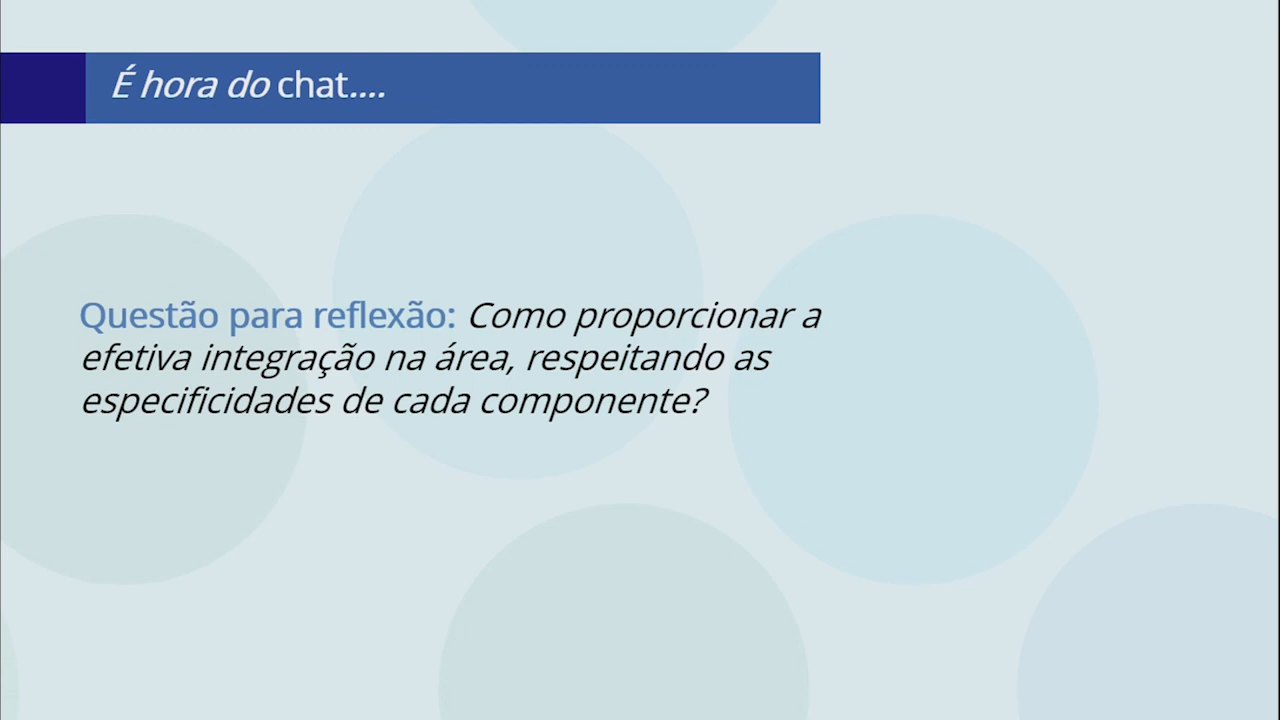 É hora do chat....
Questão para reflexão: Como proporcionar a
efetiva integração na área, respeitando as
especificidades de cada componente?